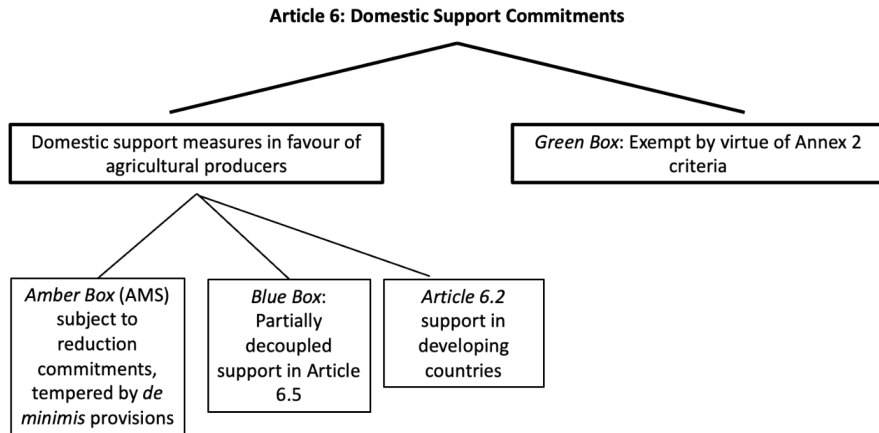 Article 6: Domestic Support Commitments
Domestic support measures in favour of
agricultural producers
Green Box: Exempt by virtue of Annex 2
criteria
Amber Box (AMS)
subject to
reduction
commitments,
tempered by de
minimis provisions
Blue Box:
Partially
decoupled
support in Article
6.5
Article 6.2
support in
developing
countries